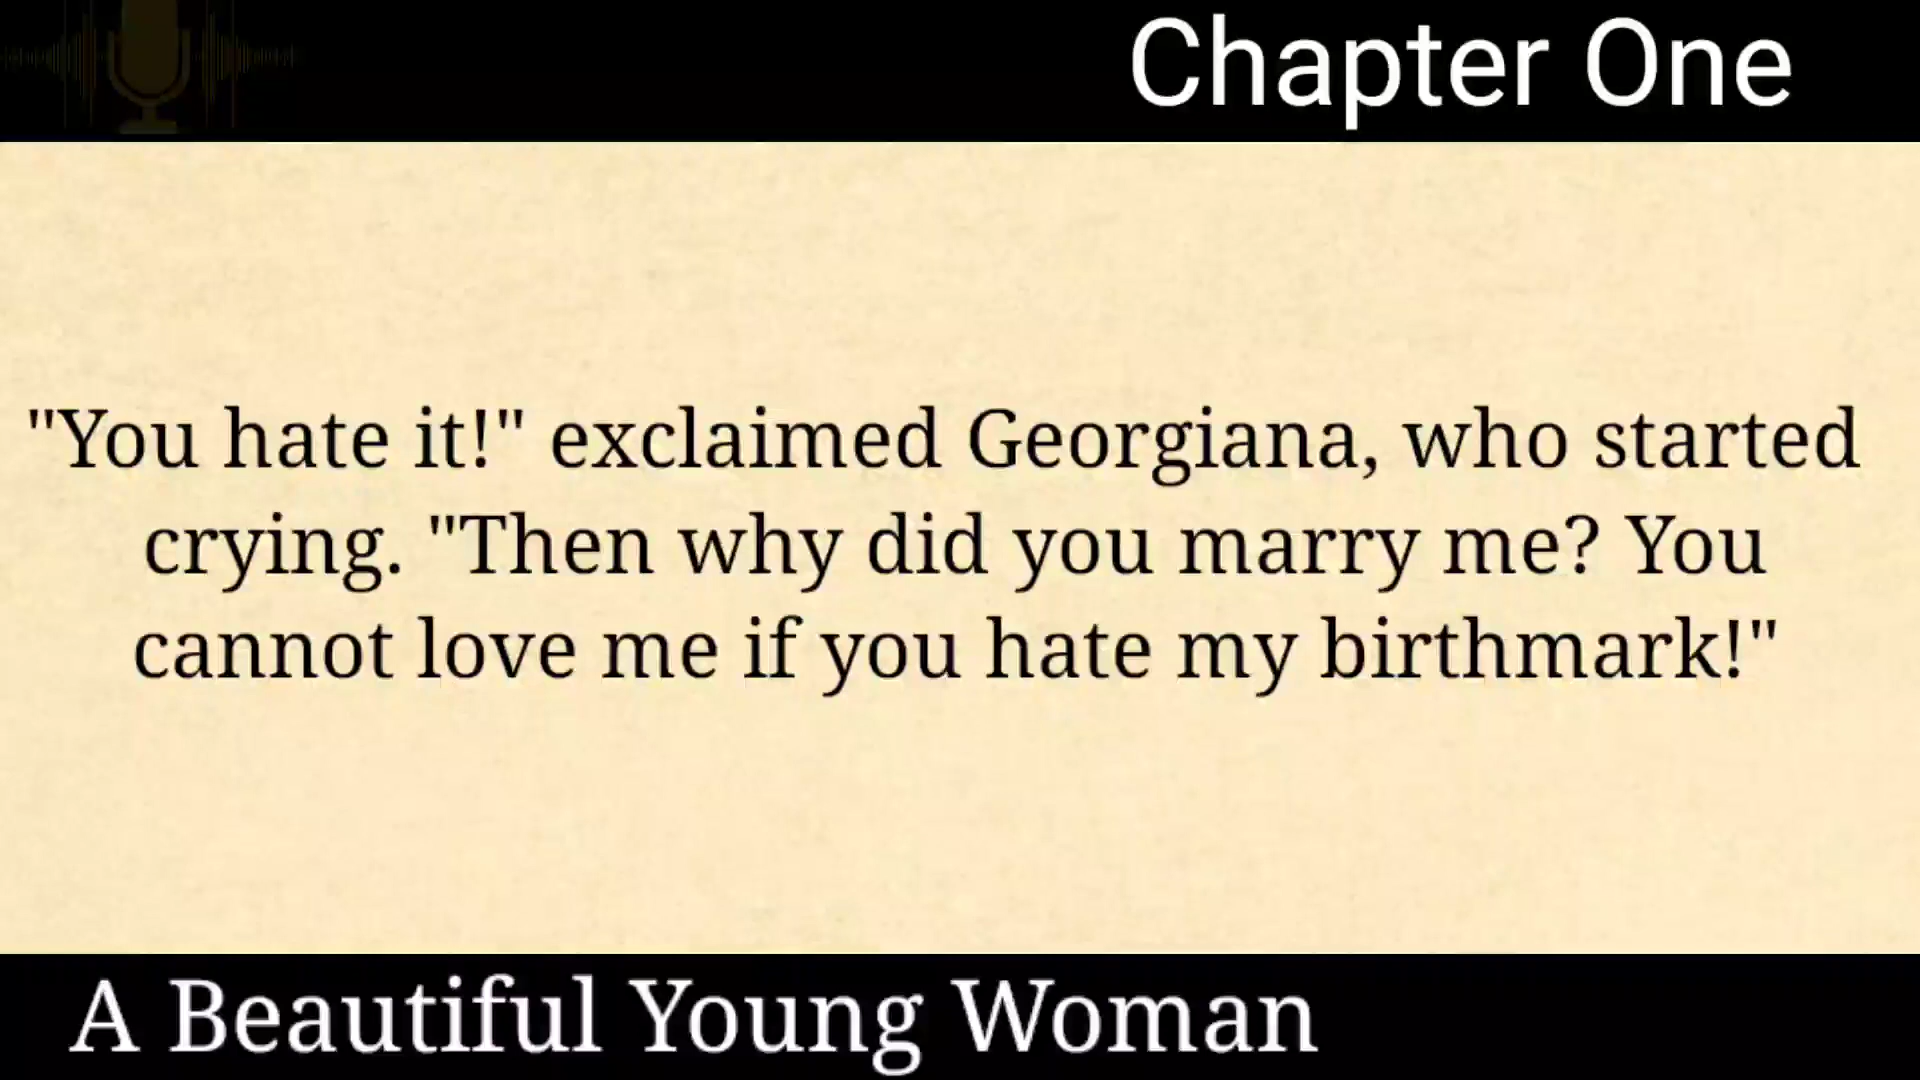 Chapter One
"You hate it!" exclaimed Georgiana, who started
crying. "Then why did you marry me? You
cannot love me if you hate my birthmark!"
A Beautiful Young Woman